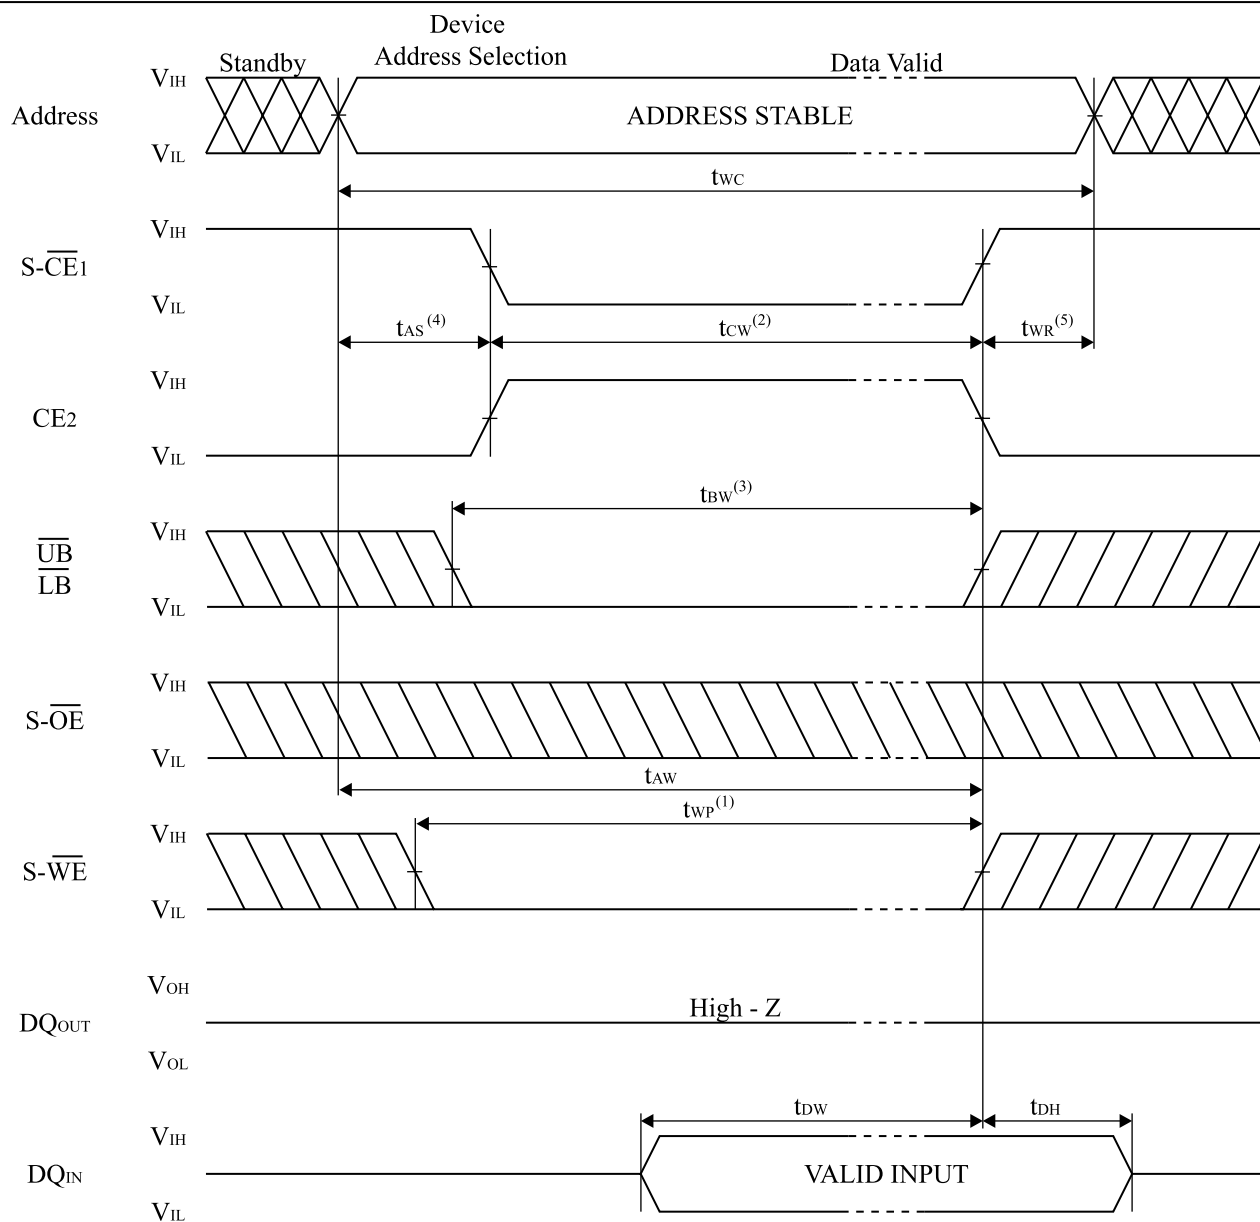 Device
Address Selection
Standby
Data Valid
VIH
Address
ADDRESS STABLE
VIL
tWC
VIH
S-CE1
VIL
tAS(4)
tCW(2)
tWR(5)
VIH
CE2
VIL
tBW(3)
VIH
UB
LB
VIL
VIH
S-OE
VIL
tAW
tWP(1)
VIH
S-WE
VIL
VOH
High - Z
DQOUT
VOL
tDW
tDH
VIH
DQIN
VALID INPUT
VIL